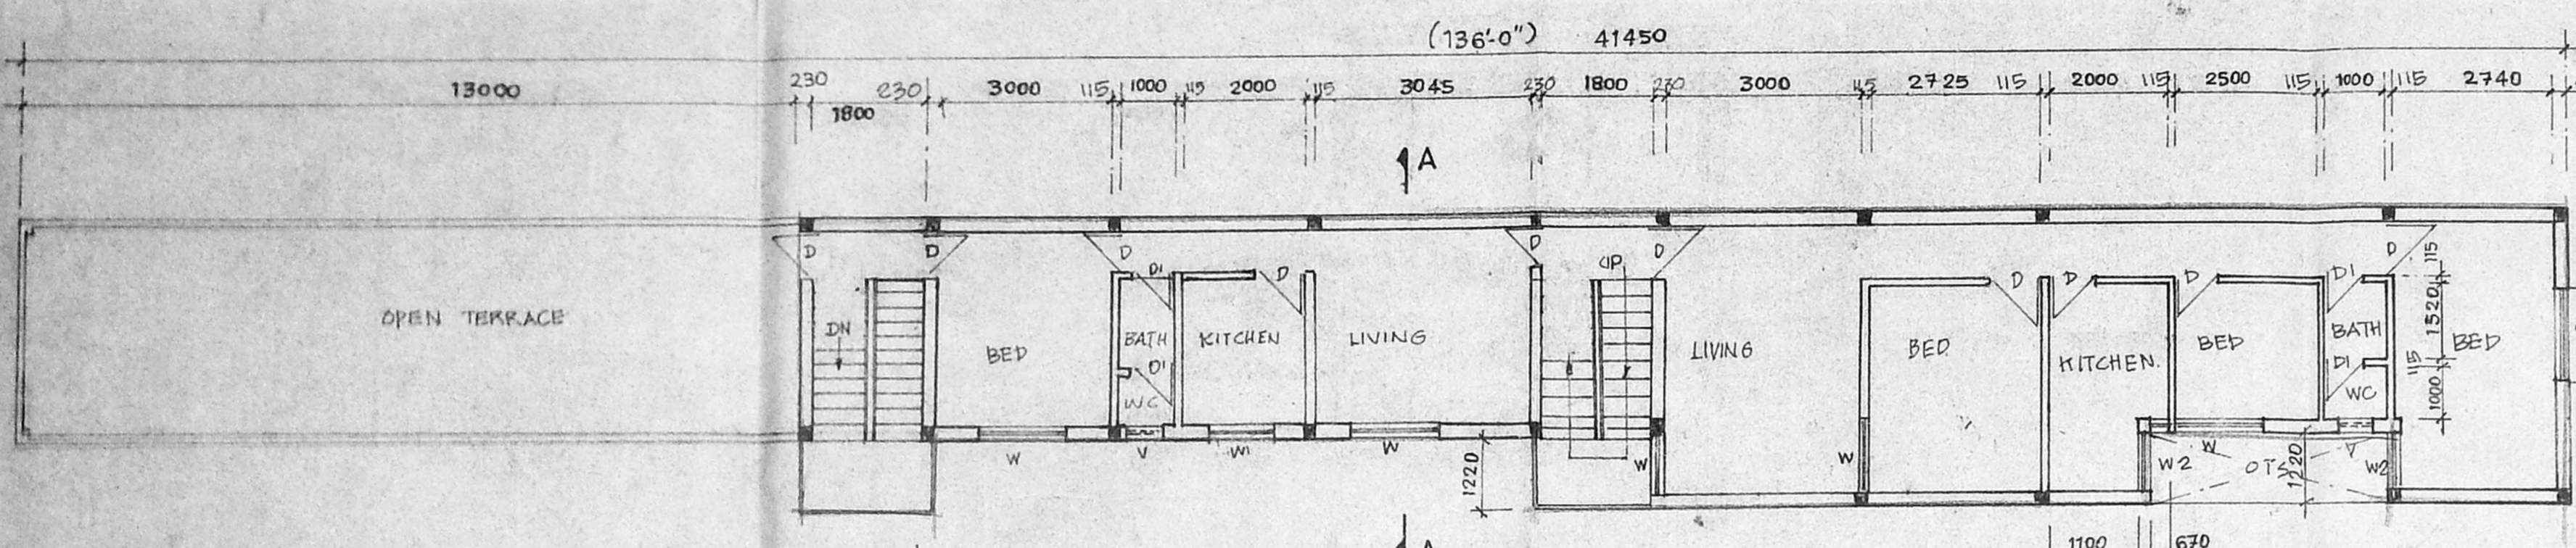 (136'-0") 41450
13000 230 1800 230 3000 115 1000 115 2000 115 3045 230 1800 230 3000 115 2725 115 2000 115 2500 115 1000 115 2740
A
D D D D1 D D UP D D D D D1 D 115
OPEN TERRACE DN BED BATH KITCHEN LIVING LIVING BED KITCHEN. BED BATH 1520 BED
D1 D1 115
WC WC 1000
W V W1 W 1220 W W W2 W OTS 1220 V W2
A 1100 670